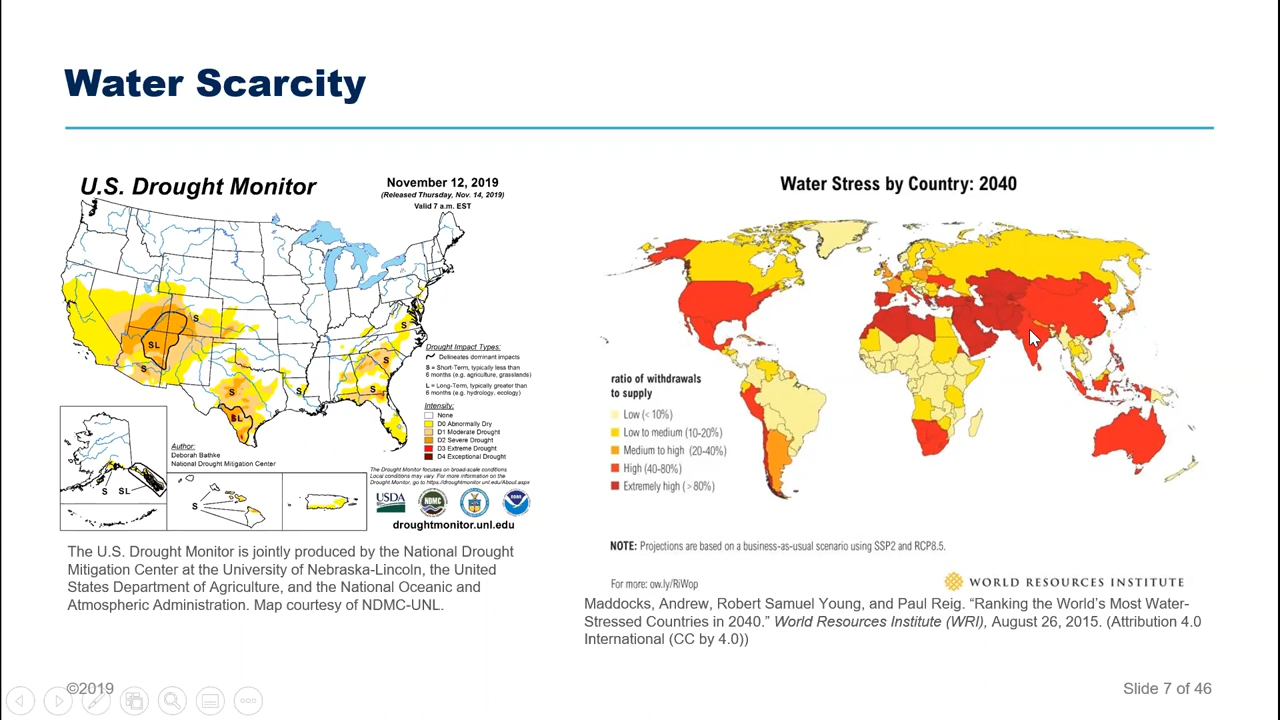 Water Scarcity
U.S. Drought Monitor
November 12, 2019
(Released Thursday, Nov. 14, 2019)
Valid 7 a.m. EST
S
SL
S
S
S
SL
S
S
S
S
Drought Impact Types:
Delineates dominant impacts
S = Short-Term, typically less than
6 months (e.g. agriculture, grasslands)
L = Long-Term, typically greater than
6 months (e.g. hydrology, ecology)
Intensity:
None
D0 Abnormally Dry
D1 Moderate Drought
D2 Severe Drought
D3 Extreme Drought
D4 Exceptional Drought
S SL
S
Author:
Deborah Bathke
National Drought Mitigation Center
The Drought Monitor focuses on broad-scale conditions.
Local conditions may vary. For more information on the
Drought Monitor, go to https://droughtmonitor.unl.edu/About.aspx
USDA
NDMC
NOAA
droughtmonitor.unl.edu
The U.S. Drought Monitor is jointly produced by the National Drought
Mitigation Center at the University of Nebraska-Lincoln, the United
States Department of Agriculture, and the National Oceanic and
Atmospheric Administration. Map courtesy of NDMC-UNL.
Water Stress by Country: 2040
ratio of withdrawals
to supply
Low (< 10%)
Low to medium (10-20%)
Medium to high (20-40%)
High (40-80%)
Extremely high (> 80%)
NOTE: Projections are based on a business-as-usual scenario using SSP2 and RCP8.5.
For more: ow.ly/RiWop
WORLD RESOURCES INSTITUTE
Maddocks, Andrew, Robert Samuel Young, and Paul Reig. “Ranking the World’s Most Water-
Stressed Countries in 2040.” World Resources Institute (WRI), August 26, 2015. (Attribution 4.0
International (CC by 4.0))
©2019
Slide 7 of 46